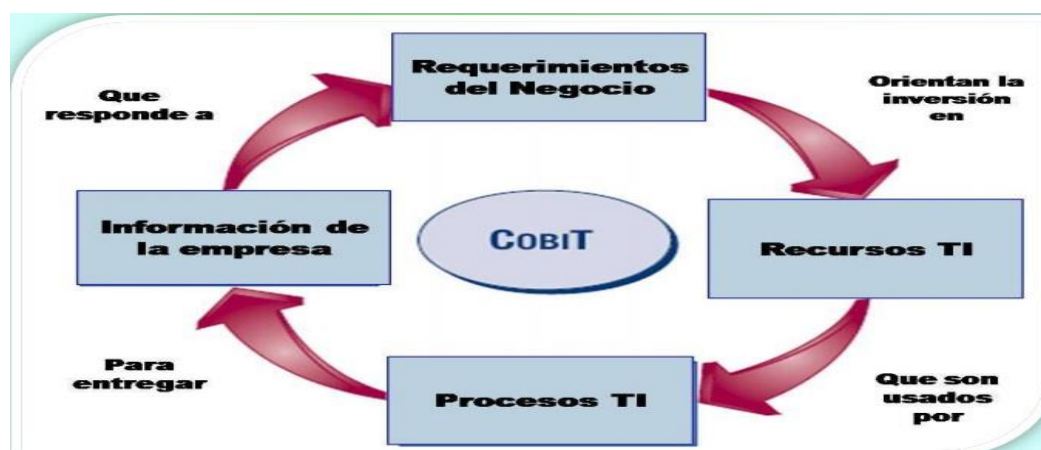 Requerimientos
del Negocio
Orientan la
inversión
en
Recursos TI
Que son
usados
por
Procesos TI
Para
entregar
Información de
la empresa
Que
responde a
COBIT